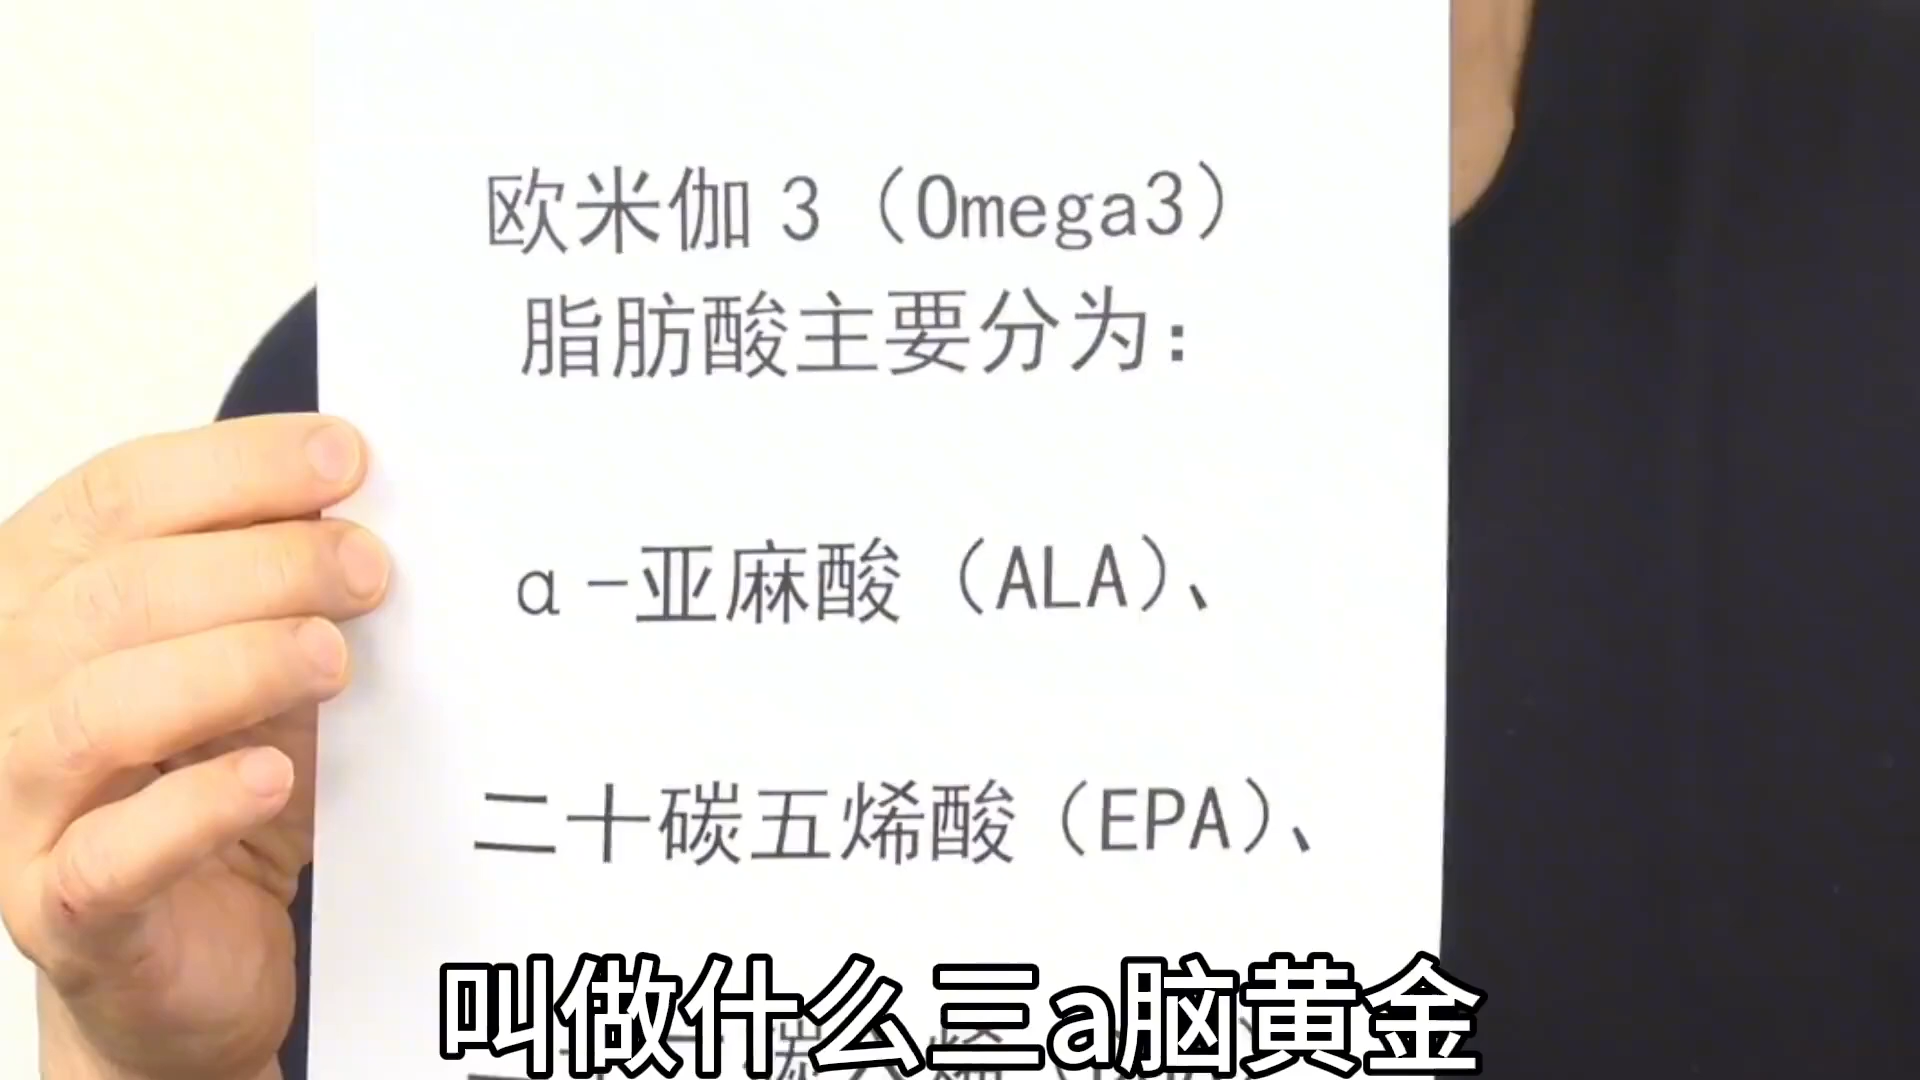 欧米伽3（Omega3）
脂肪酸主要分为：
α-亚麻酸（ALA）、
二十碳五烯酸（EPA）、
叫做什么三a脑黄金